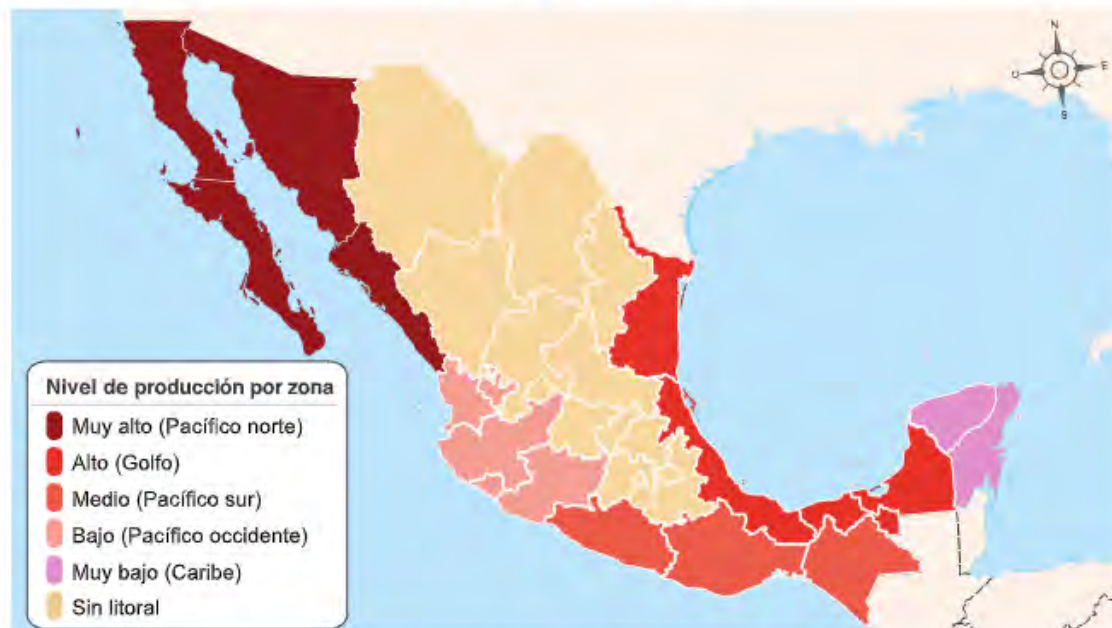 N
O
E
S
Nivel de producción por zona
Muy alto (Pacífico norte)
Alto (Golfo)
Medio (Pacífico sur)
Bajo (Pacífico occidente)
Muy bajo (Caribe)
Sin litoral